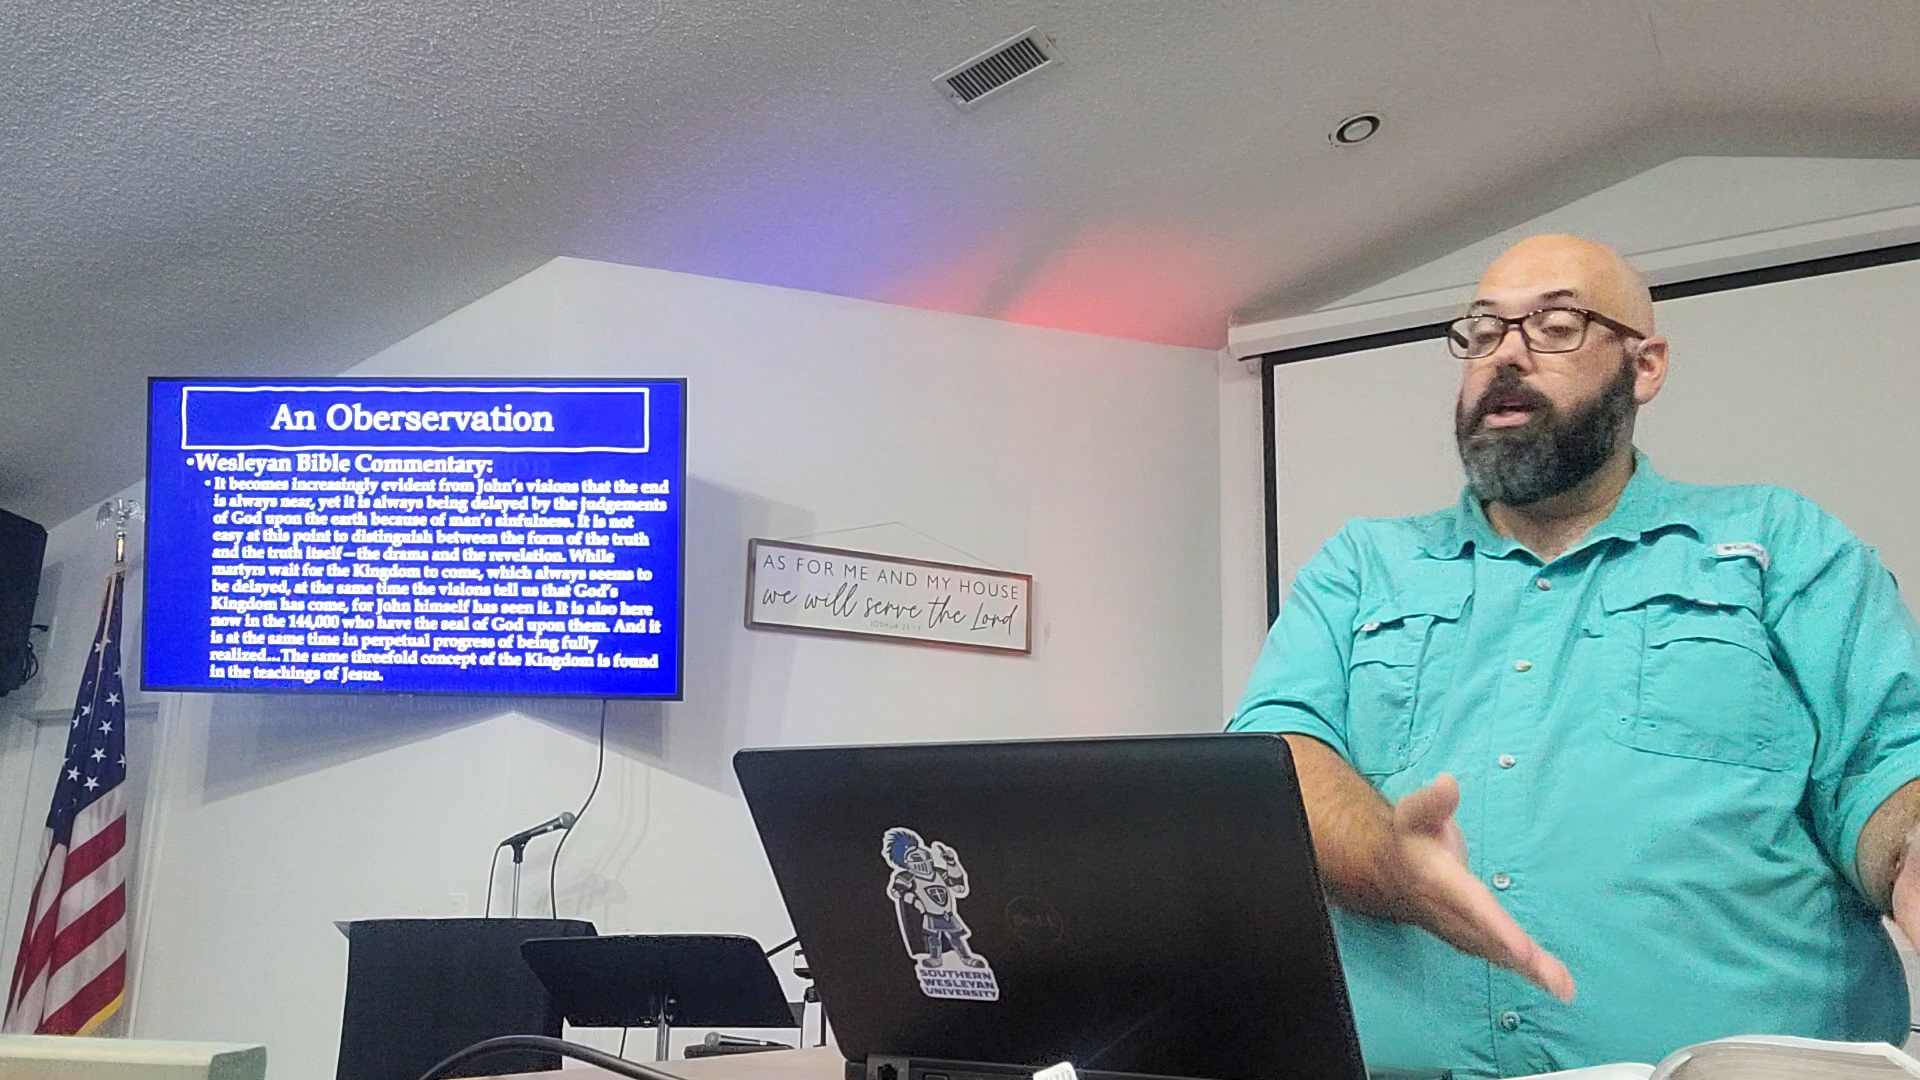 An Oberservation
•Wesleyan Bible Commentary:
• It becomes increasingly evident from John's visions that the end
is always near, yet it is always being delayed by the judgements
of God upon the earth because of man's sinfulness. It is not
easy at this point to distinguish between the form of the truth
and the truth itself—the drama and the revelation. While
martyrs wait for the Kingdom to come, which always seems to
be delayed, at the same time the visions tell us that God's
Kingdom has come, for John himself has seen it. It is also here
now in the 144,000 who have the seal of God upon them. And it
is at the same time in perpetual progress of being fully
realized...The same threefold concept of the Kingdom is found
in the teachings of Jesus.
AS FOR ME AND MY HOUSE
we will serve the Lord
JOSHUA
DELL
SOUTHERN
WESLEYAN
UNIVERSITY